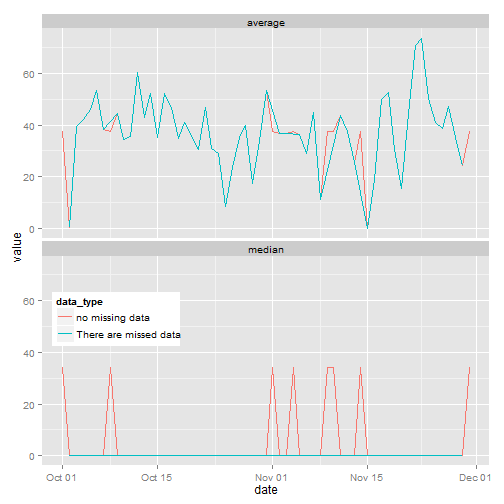 average
60
40
20
0
value
median
data_type
no missing data
There are missed data
60
40
20
0
Oct 01
Oct 15
Nov 01
Nov 15
Dec 01
date